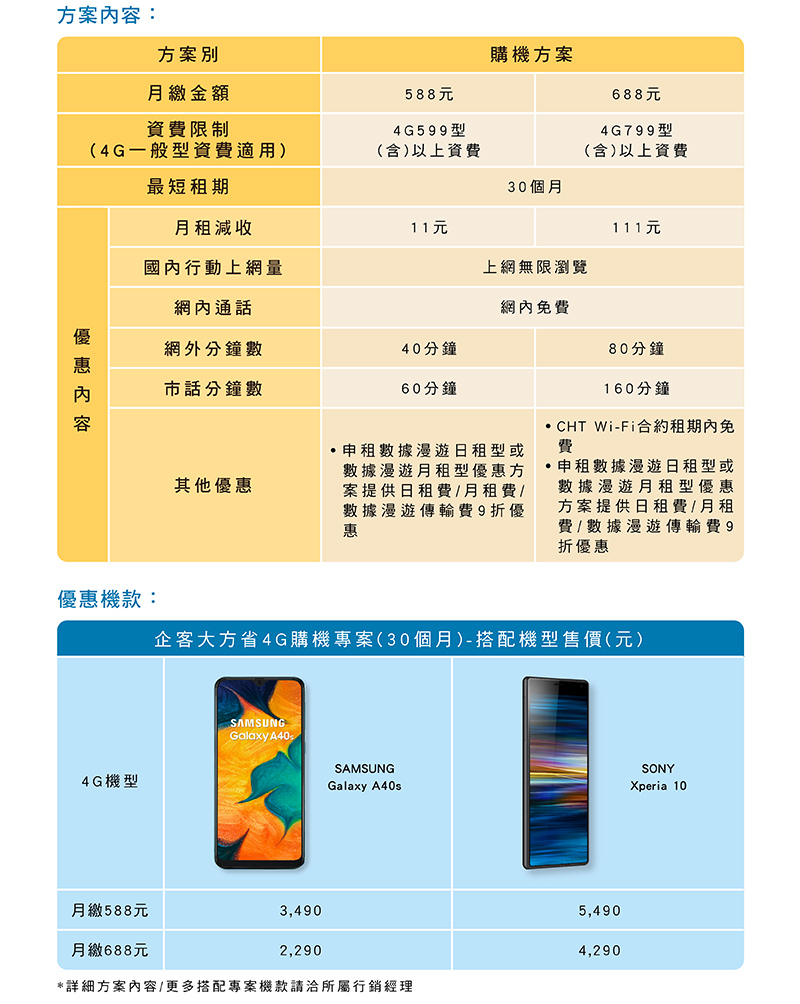 方案內容：
方案別 購機方案
月繳金額 588元 688元
資費限制
(4G一般型資費適用)
4G599型
(含)以上資費
4G799型
(含)以上資費
最短租期 30個月
優惠內容
月租減收 11元 111元
國內行動上網量 上網無限瀏覽
網內通話 網內免費
網外分鐘數 40分鐘 80分鐘
市話分鐘數 60分鐘 160分鐘
其他優惠
•申租數據漫遊日租型或
數據漫遊月租型優惠方
案提供日租費/月租費/
數據漫遊傳輸費9折優
惠
•CHT Wi-Fi合約租期內免
費
•申租數據漫遊日租型或
數據漫遊月租型優惠
方案提供日租費/月租
費/數據漫遊傳輸費9
折優惠
優惠機款：
企客大方省4G購機專案(30個月)-搭配機型售價(元)
4G機型
SAMSUNG
Galaxy A40s
SAMSUNG
Galaxy A40s
SONY
Xperia 10
月繳588元 3,490 5,490
月繳688元 2,290 4,290
*詳細方案內容/更多搭配專案機款請洽所屬行銷經理